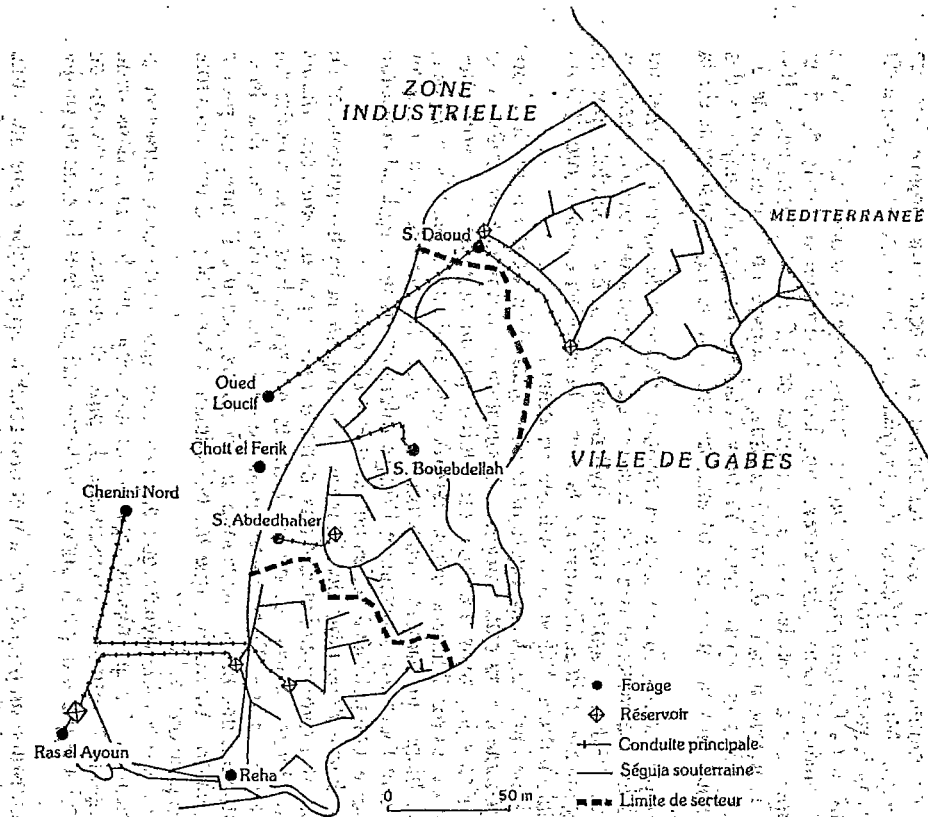 ZONE
INDUSTRIELLE
MEDITERRANEE
S. Daoud
Oued
Loucif
Chott el Ferik
S. Bouebdellah
VILLE DE GABES
Chenini Nord
S. Abdedhaher
Forage
Réservoir
Conduite principale
Séguia souterraine
Limite de serteur
Ras el Ayoun
Reha
0 50 m